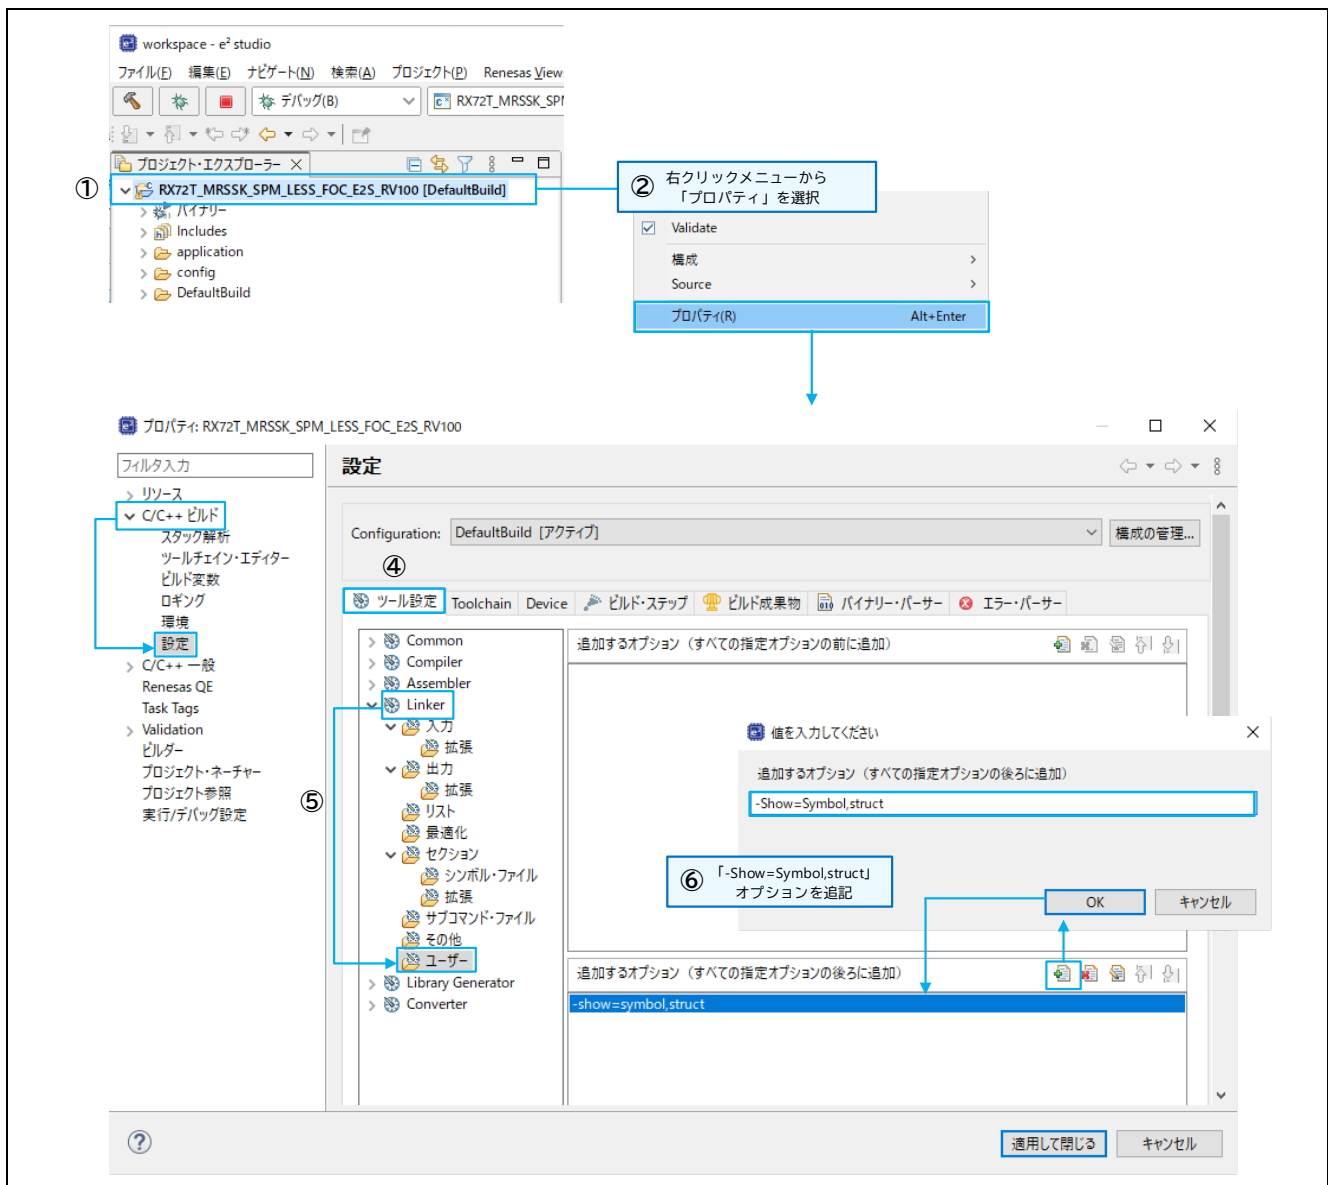 workspace - e² studio
ファイル(F) 編集(E) ナビゲート(N) 検索(A) プロジェクト(P) Renesas View
デバッグ(B) RX72T_MRSSK_SPM
プロジェクト・エクスプローラー
① RX72T_MRSSK_SPM_LESS_FOC_E2S_RV100 [DefaultBuild]
バイナリー
Includes
application
config
DefaultBuild
② 右クリックメニューから
「プロパティ」を選択
Validate
構成
Source
プロパティ(R) Alt+Enter
プロパティ: RX72T_MRSSK_SPM_LESS_FOC_E2S_RV100
フィルタ入力
リソース
C/C++ ビルド
スタック解析
ツールチェイン・エディター
ビルド変数
ロギング
環境
設定
C/C++ 一般
Renesas QE
Task Tags
Validation
ビルダー
プロジェクト・ネーチャー
プロジェクト参照
実行/デバッグ設定
設定
Configuration: DefaultBuild [アクティブ] 構成の管理...
④
ツール設定 Toolchain Device ビルド・ステップ ビルド成果物 バイナリー・パーサー エラー・パーサー
Common
Compiler
Assembler
Linker
入力
拡張
出力
拡張
⑤
リスト
最適化
セクション
シンボル・ファイル
拡張
サブコマンド・ファイル
その他
ユーザー
Library Generator
Converter
追加するオプション（すべての指定オプションの前に追加）
値を入力してください
追加するオプション（すべての指定オプションの後ろに追加）
-Show=Symbol,struct
⑥ 「-Show=Symbol,struct」
オプションを追記
OK キャンセル
追加するオプション（すべての指定オプションの後ろに追加）
-show=symbol,struct
適用して閉じる キャンセル